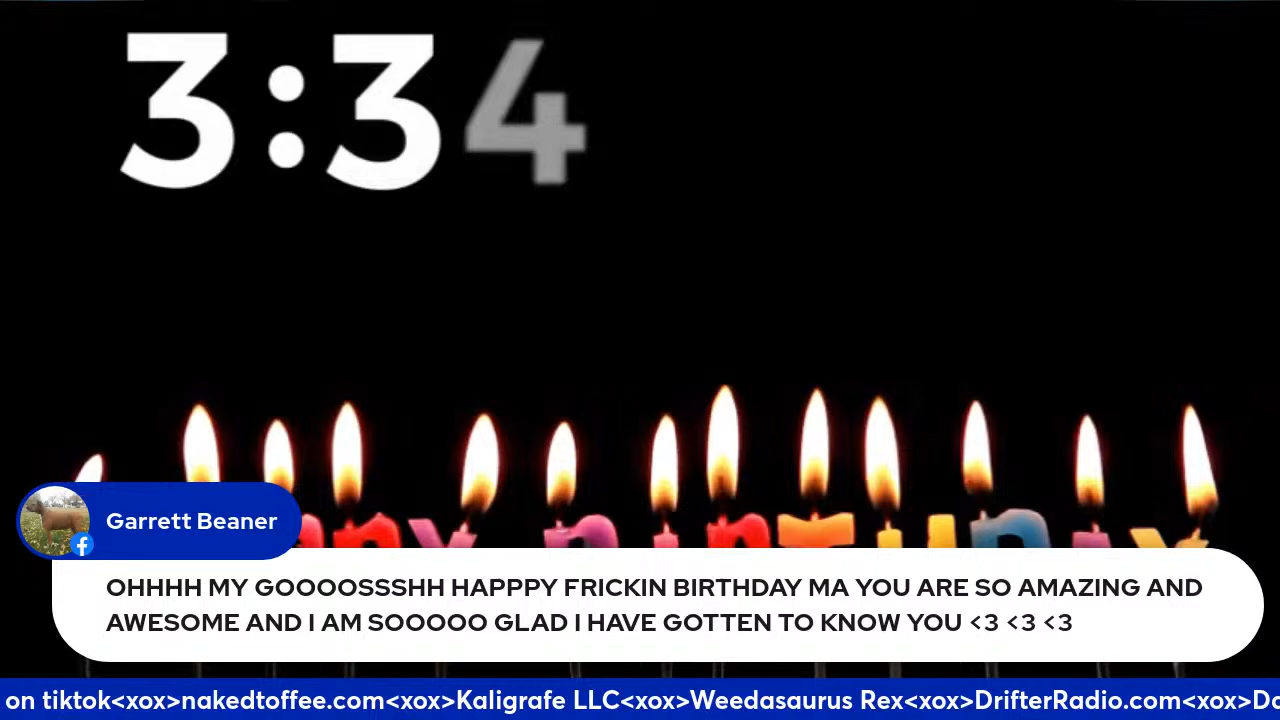 3:34
Garrett Beaner
OHHHH MY GOOOOSSSHH HAPPPY FRICKIN BIRTHDAY MA YOU ARE SO AMAZING AND
AWESOME AND I AM SOOOOO GLAD I HAVE GOTTEN TO KNOW YOU <3 <3 <3
on tiktok<xox>nakedtoffee.com<xox>Kaligrafe LLC<xox>Weedasaurus Rex<xox>DrifterRadio.com<xox>